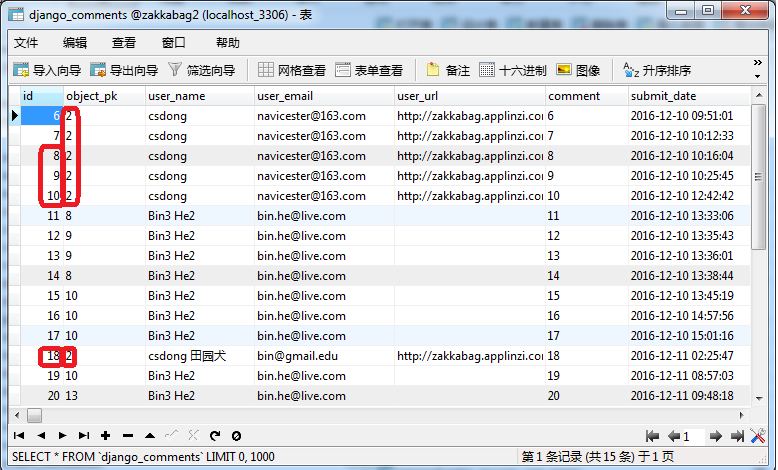 django_comments @zakkabag2 (localhost_3306) - 表
文件 编辑 查看 窗口 帮助
导入向导 导出向导 筛选向导 网格查看 表单查看 备注 十六进制 图像 升序排序
id object_pk user_name user_email user_url comment submit_date
6 2 csdong navicester@163.com http://zakkabag.applinzi.com 6 2016-12-10 09:51:01
7 2 csdong navicester@163.com http://zakkabag.applinzi.com 7 2016-12-10 10:12:33
8 2 csdong navicester@163.com http://zakkabag.applinzi.com 8 2016-12-10 10:16:04
9 2 csdong navicester@163.com http://zakkabag.applinzi.com 9 2016-12-10 10:25:45
10 2 csdong navicester@163.com http://zakkabag.applinzi.com 10 2016-12-10 12:42:42
11 8 Bin3 He2 bin.he@live.com 11 2016-12-10 13:33:06
12 9 Bin3 He2 bin.he@live.com 12 2016-12-10 13:35:43
13 9 Bin3 He2 bin.he@live.com 13 2016-12-10 13:36:01
14 8 Bin3 He2 bin.he@live.com 14 2016-12-10 13:38:44
15 10 Bin3 He2 bin.he@live.com 15 2016-12-10 13:45:19
16 10 Bin3 He2 bin.he@live.com 16 2016-12-10 14:57:56
17 10 Bin3 He2 bin.he@live.com 17 2016-12-10 15:01:16
18 2 csdong 田园犬 bin@gmail.edu http://zakkabag.applinzi.com 18 2016-12-11 02:25:47
19 10 Bin3 He2 bin.he@live.com 19 2016-12-11 08:57:03
20 13 Bin3 He2 bin.he@live.com 20 2016-12-11 09:48:18
1
SELECT * FROM `django_comments` LIMIT 0, 1000 第 1 条记录 (共 15 条) 于 1 页